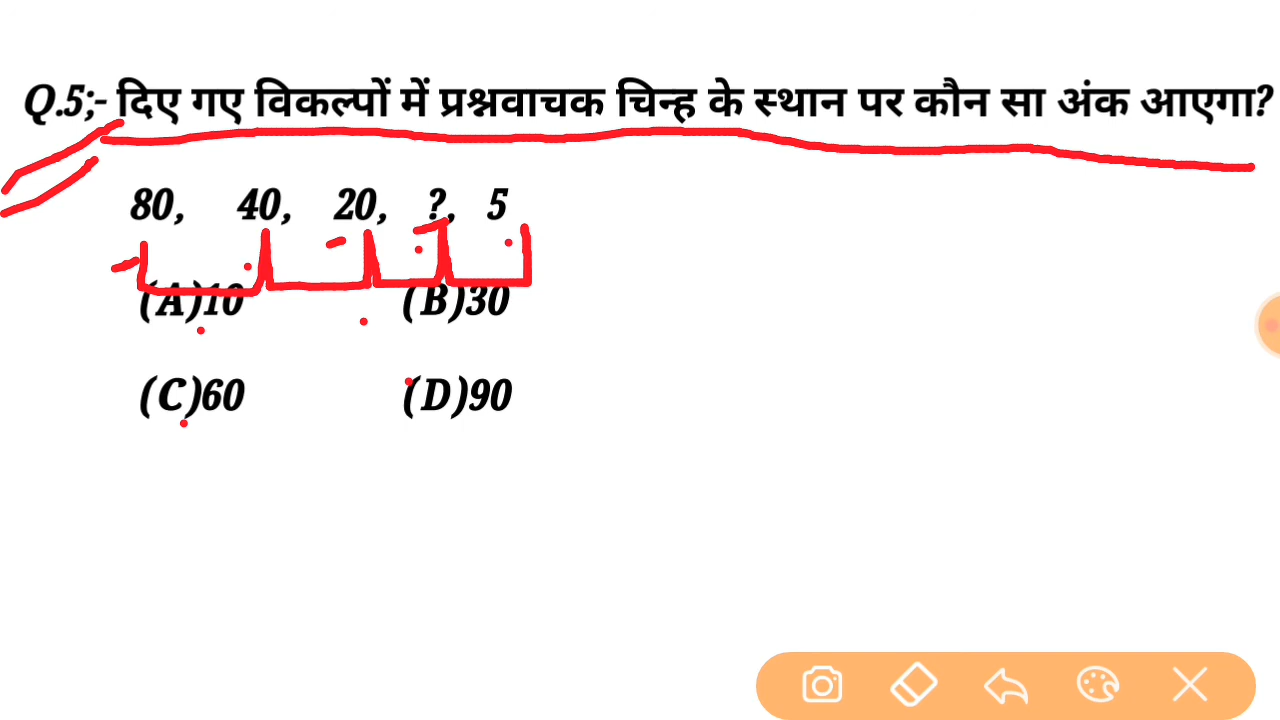 Q.5;- दिए गए विकल्पों में प्रश्नवाचक चिन्ह के स्थान पर कौन सा अंक आएगा?
80, 40, 20, ?, 5
(A)10 (B)30
(C)60 (D)90